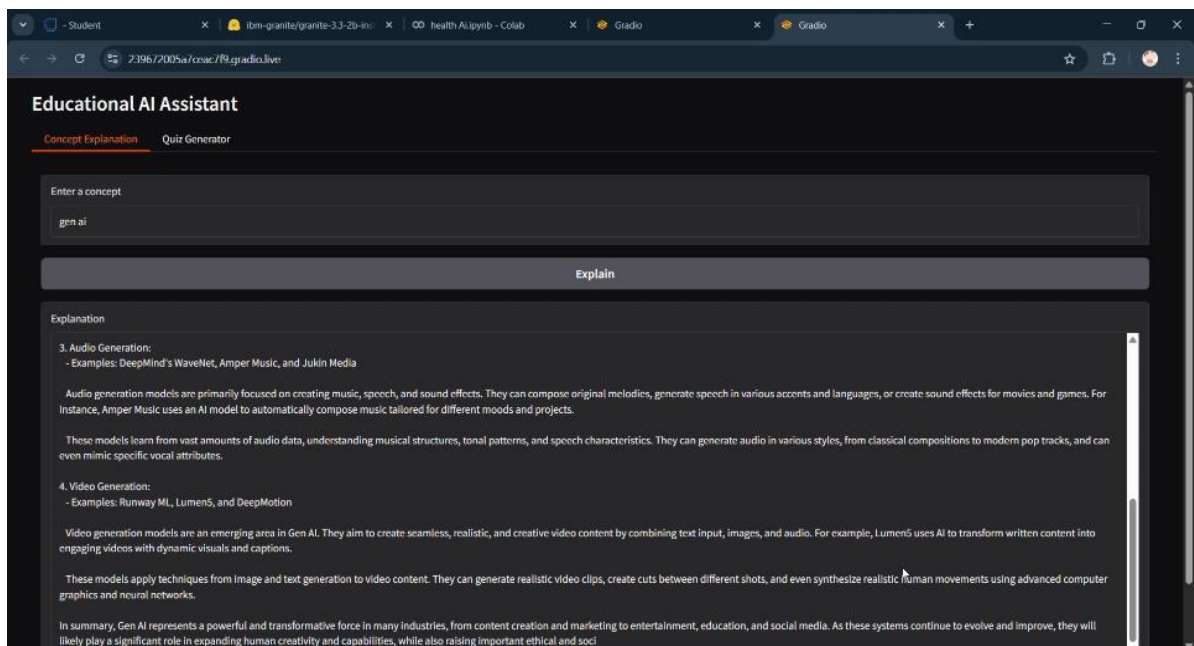 - Student
ibm-granite/granite-3.3-2b-ins
health Ai.ipynb - Colab
Gradio
Gradio
239672005a7ceac7f9.gradio.live
Educational AI Assistant
Concept Explanation
Quiz Generator
Enter a concept
gen ai
Explain
Explanation
3. Audio Generation:
- Examples: DeepMind's WaveNet, Amper Music, and Jukin Media
Audio generation models are primarily focused on creating music, speech, and sound effects. They can compose original melodies, generate speech in various accents and languages, or create sound effects for movies and games. For
Instance, Amper Music uses an AI model to automatically compose music tailored for different moods and projects.
These models learn from vast amounts of audio data, understanding musical structures, tonal patterns, and speech characteristics. They can generate audio in various styles, from classical compositions to modern pop tracks, and can
even mimic specific vocal attributes.
4. Video Generation:
- Examples: Runway ML, Lumen5, and DeepMotion
Video generation models are an emerging area in Gen AI. They aim to create seamless, realistic, and creative video content by combining text input, images, and audio. For example, Lumen5 uses AI to transform written content into
engaging videos with dynamic visuals and captions.
These models apply techniques from image and text generation to video content. They can generate realistic video clips, create cuts between different shots, and even synthesize realistic human movements using advanced computer
graphics and neural networks.
In summary, Gen AI represents a powerful and transformative force in many industries, from content creation and marketing to entertainment, education, and social media. As these systems continue to evolve and improve, they will
likely play a significant role in expanding human creativity and capabilities, while also raising important ethical and soci